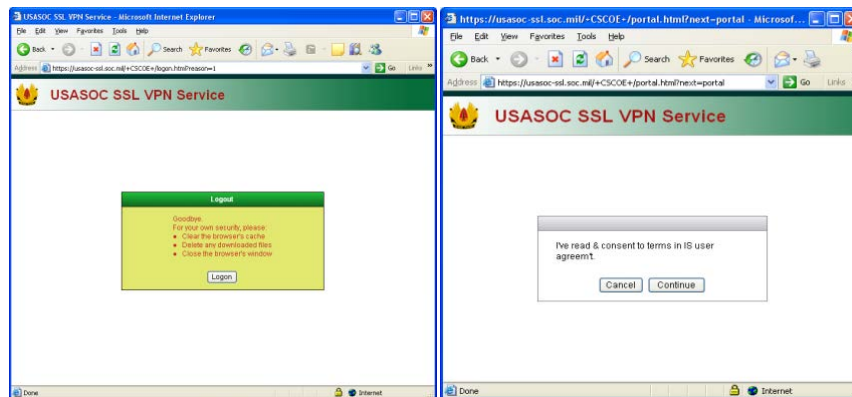 USASOC SSL VPN Service - Microsoft Internet Explorer
File Edit View Favorites Tools Help
Back Search Favorites
Address https://usasoc-ssl.soc.mil/+CSCOE+/logon.html?reason=1 Go Links »
USASOC SSL VPN Service
Logout
Goodbye.
For your own security, please:
• Clear the browser's cache
• Delete any downloaded files
• Close the browser's window
Logon
Done Internet
https://usasoc-ssl.soc.mil/+CSCOE+/portal.html?next=portal - Microsof...
File Edit View Favorites Tools Help
Back Search Favorites
Address https://usasoc-ssl.soc.mil/+CSCOE+/portal.html?next=portal Go Links
USASOC SSL VPN Service
I've read & consent to terms in IS user
agreem't.
Cancel Continue
Done Internet